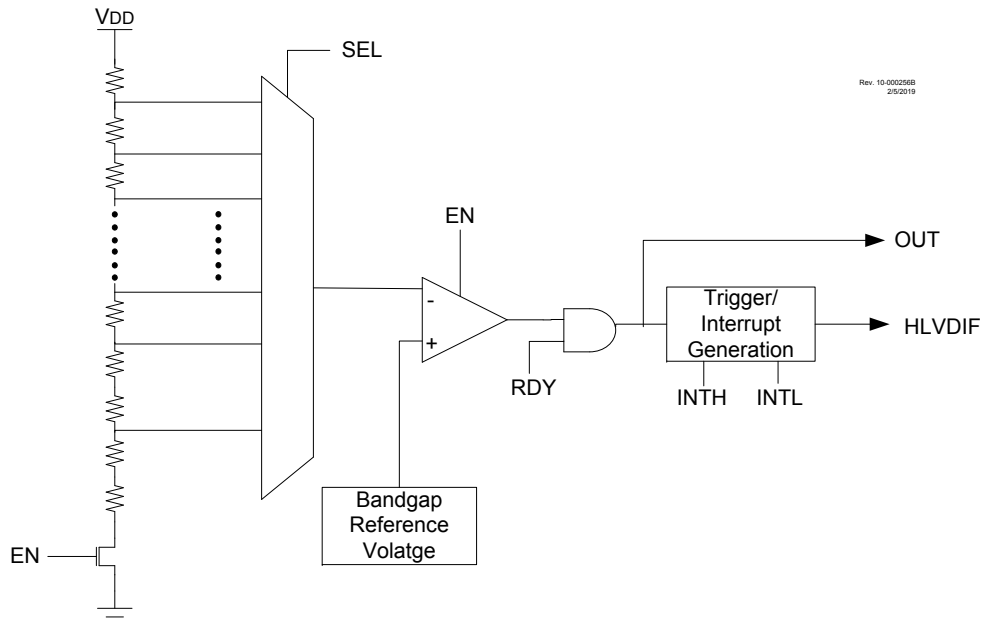 VDD
SEL
Rev. 10-000256B
2/5/2019
EN
OUT
-
+
Trigger/
Interrupt
Generation
HLVDIF
RDY
INTH
INTL
Bandgap
Reference
Volatge
EN